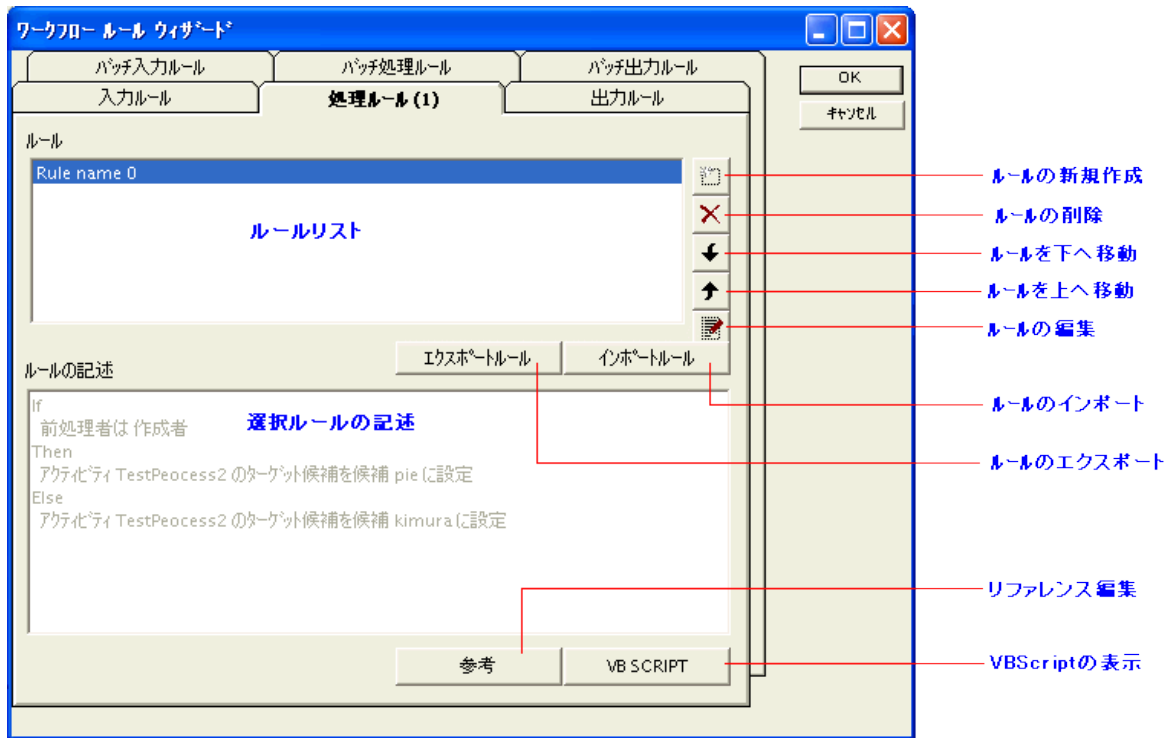 ワークフロー ルール ウィザード
バッチ入力ルール
バッチ処理ルール
バッチ出力ルール
入力ルール
処理ルール (1)
出力ルール
OK
キャンセル
ルール
Rule name 0
ルールリスト
ルールの新規作成
ルールの削除
ルールを下へ移動
ルールを上へ移動
ルールの編集
エクスポートルール
インポートルール
ルールの記述
ルールのインポート
If
前処理者は 作成者
選択ルールの記述
Then
アクティビティ TestPeocess2 のターゲット候補を候補 pie に設定
ルールのエクスポート
Else
アクティビティ TestPeocess2 のターゲット候補を候補 kimura に設定
リファレンス編集
参考
VB SCRIPT
VBScriptの表示